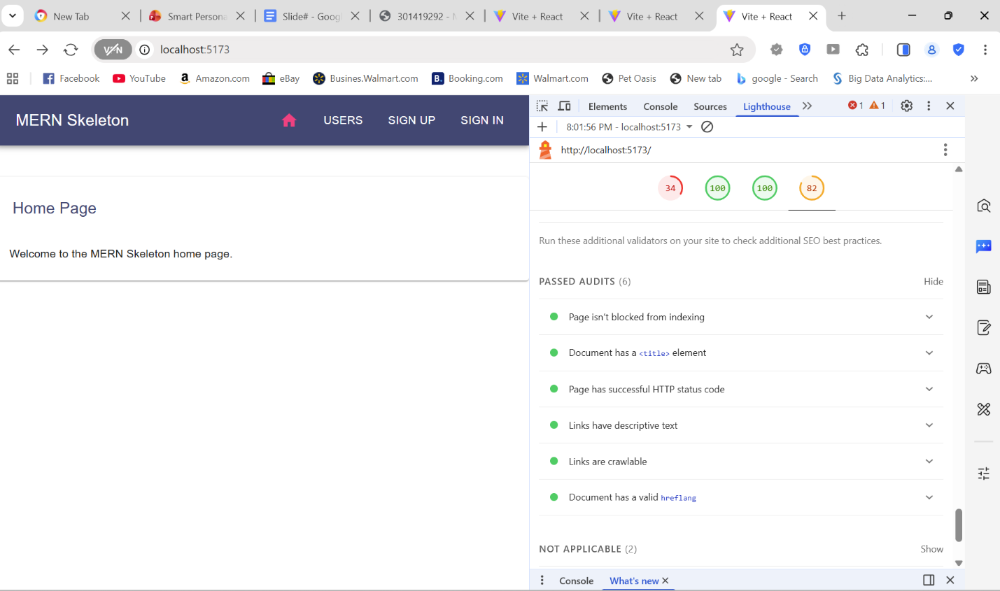 New Tab
Smart Persona
Slide# - Goog
301419292 -
Vite + React
Vite + React
Vite + React
VPN
localhost:5173
Facebook
YouTube
Amazon.com
eBay
Busines.Walmart.com
Booking.com
Walmart.com
Pet Oasis
New tab
google - Search
Big Data Analytics:...
MERN Skeleton
USERS
SIGN UP
SIGN IN
Home Page
Welcome to the MERN Skeleton home page.
Elements
Console
Sources
Lighthouse
1
1
8:01:56 PM - localhost:5173
http://localhost:5173/
34
100
100
82
Run these additional validators on your site to check additional SEO best practices.
PASSED AUDITS (6)
Hide
Page isn’t blocked from indexing
Document has a <title> element
Page has successful HTTP status code
Links have descriptive text
Links are crawlable
Document has a valid hreflang
NOT APPLICABLE (2)
Show
Console
What's new